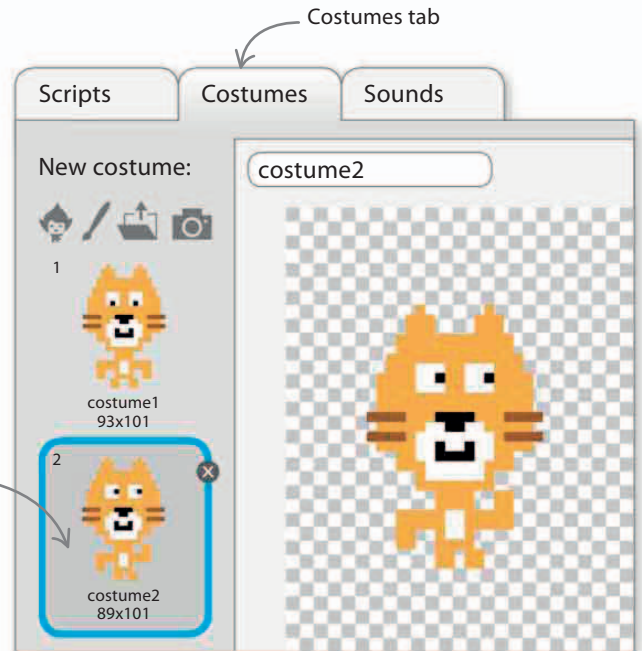 Costumes tab
Scripts
Costumes
Sounds
New costume:
costume2
1
costume1
93x101
2
costume2
89x101